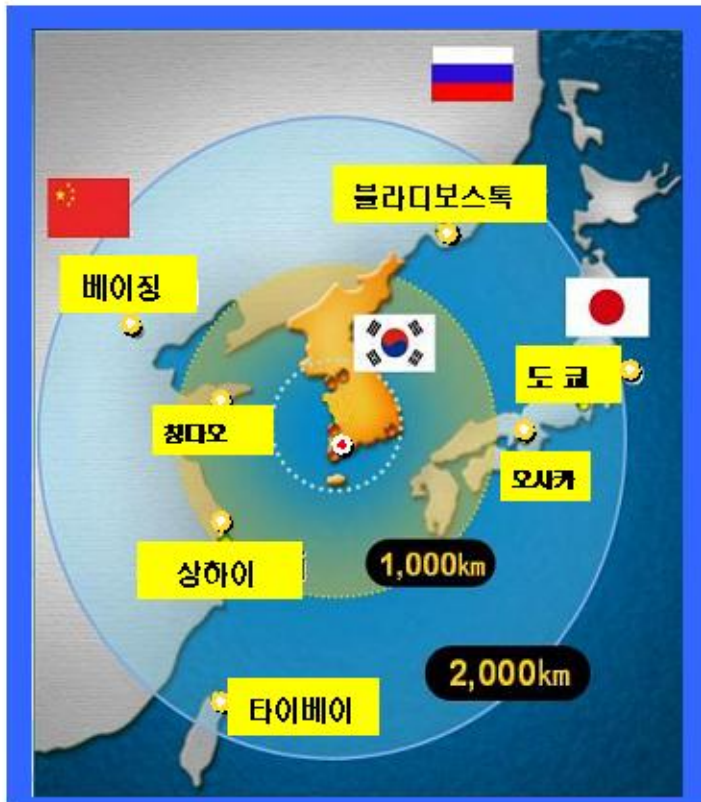 블라디보스톡
베이징
도 쿄
칭다오
오사카
상하이
1,000km
2,000km
타이베이